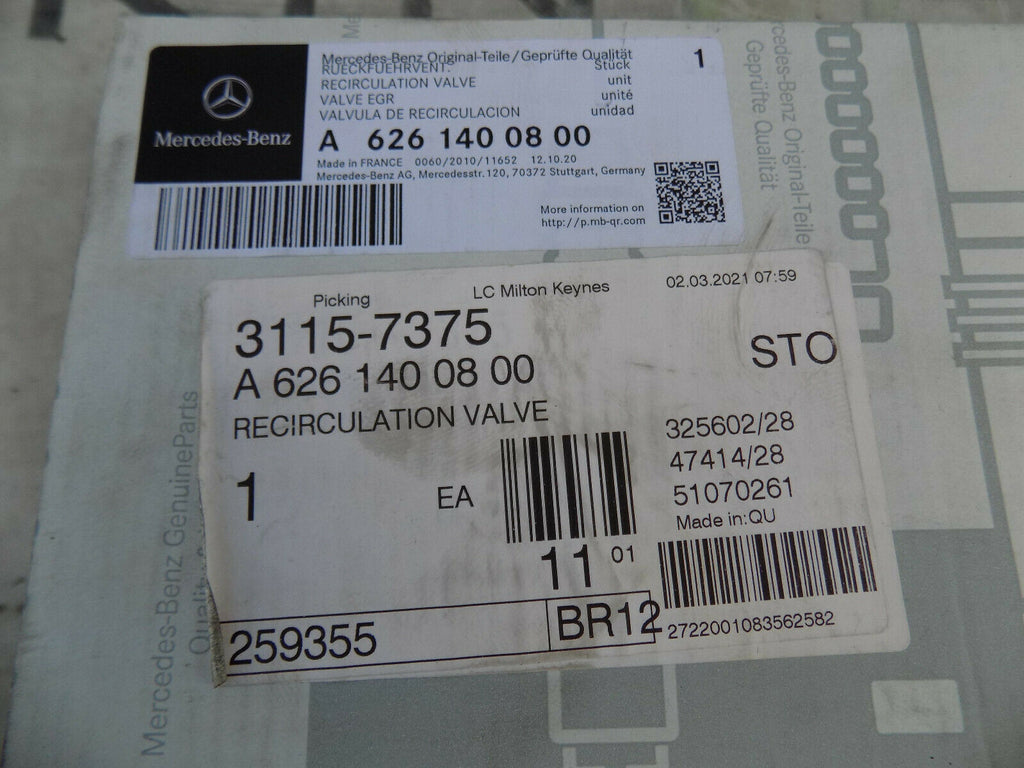 Mercedes-Benz
Mercedes-Benz Original-Teile/Geprüfte Qualität 1
RUECKFUEHRVENT. Stück
RECIRCULATION VALVE unit
VALVE EGR unité
VALVULA DE RECIRCULACION unidad
A 626 140 08 00
Made in FRANCE 0060/2010/11652 12.10.20
Mercedes-Benz AG, Mercedesstr.120, 70372 Stuttgart, Germany
More information on
http://p.mb-qr.com
Picking LC Milton Keynes 02.03.2021 07:59
3115-7375
STO
A 626 140 08 00
RECIRCULATION VALVE
325602/28
47414/28
1 EA 51070261
Made in:QU
11 01
259355 BR12 2722001083562582
Mercedes-Benz GenuineParts
Mercedes-Benz Original-Teile
Geprüfte Qualität